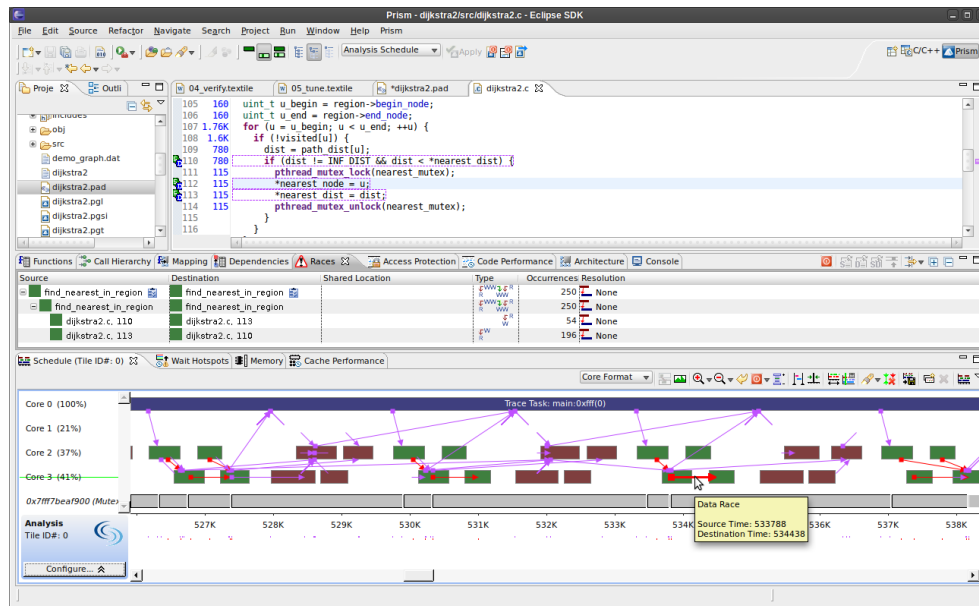 Prism - dijkstra2/src/dijkstra2.c - Eclipse SDK
File Edit Source Refactor Navigate Search Project Run Window Help Prism
Analysis Schedule Apply C/C++ Prism
Proje Outli 04_verify.textile 05_tune.textile *dijkstra2.pad dijkstra2.c
includes
obj
src
demo_graph.dat
dijkstra2
dijkstra2.pad
dijkstra2.pgl
dijkstra2.pgsi
dijkstra2.pgt
105 160 uint_t u_begin = region->begin_node;
106 160 uint_t u_end = region->end_node;
107 1.76K for (u = u_begin; u < u_end; ++u) {
108 1.6K if (!visited[u]) {
109 780 dist = path_dist[u];
110 780 if (dist != INF_DIST && dist < *nearest_dist) {
111 115 pthread_mutex_lock(nearest_mutex);
112 115 *nearest_node = u;
113 115 *nearest_dist = dist;
114 115 pthread_mutex_unlock(nearest_mutex);
115 }
116 }
Functions Call Hierarchy Mapping Dependencies Races Access Protection Code Performance Architecture Console
Source Destination Shared Location Type Occurrences Resolution
find_nearest_in_region find_nearest_in_region 250 None
find_nearest_in_region find_nearest_in_region 250 None
dijkstra2.c, 110 dijkstra2.c, 113 54 None
dijkstra2.c, 113 dijkstra2.c, 110 196 None
Schedule (Tile ID#: 0) Wait Hotspots Memory Cache Performance
Core Format
Core 0 (100%) Trace Task: main:0xfff(0)
Core 1 (21%)
Core 2 (37%)
Core 3 (41%)
0x7fff7beaf900 (Mutex
Data Race
Source Time: 533788
Destination Time: 534438
Analysis
Tile ID#: 0
527K 528K 529K 530K 531K 532K 533K 534K 536K 537K 538K
Configure...